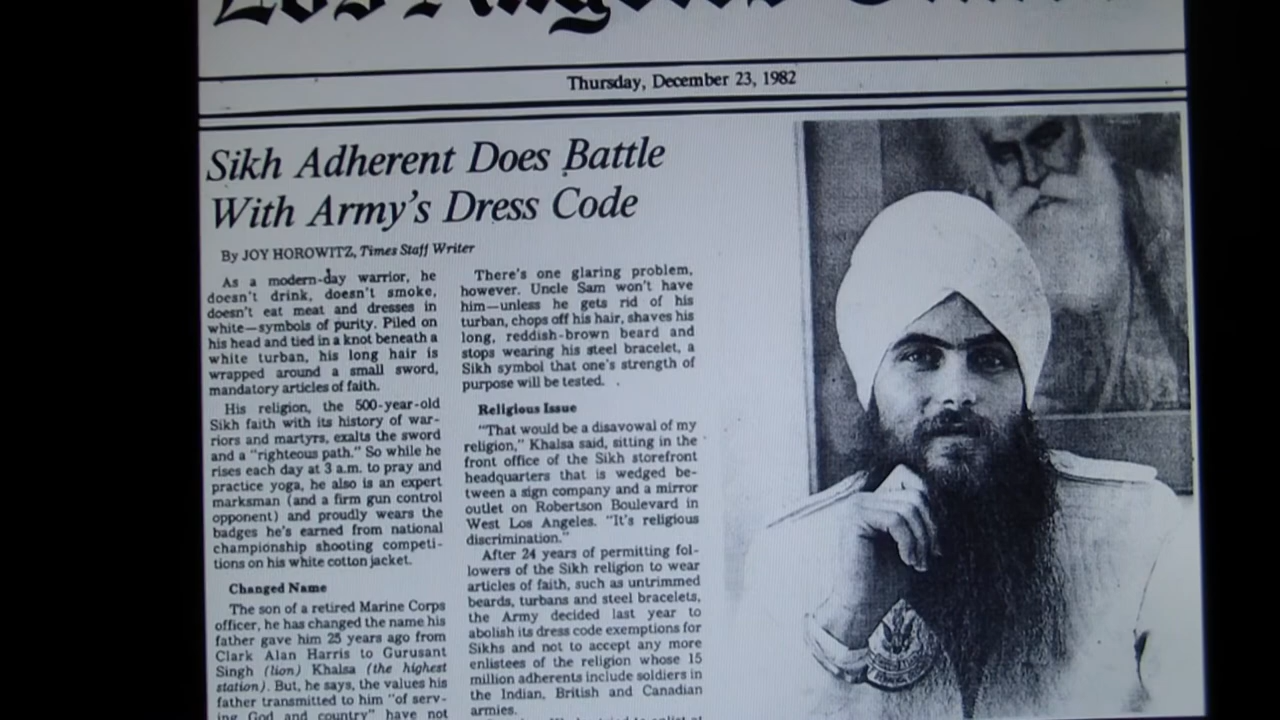 Los Angeles
Thursday, December 23, 1982
Sikh Adherent Does Battle
With Army's Dress Code
By JOY HOROWITZ, Times Staff Writer
As a modern-day warrior, he
doesn't drink, doesn't smoke,
doesn't eat meat and dresses in
white—symbols of purity. Piled on
his head and tied in a knot beneath a
white turban, his long hair is
wrapped around a small sword,
mandatory articles of faith.
His religion, the 500-year-old
Sikh faith with its history of war-
riors and martyrs, exalts the sword
and a "righteous path." So while he
rises each day at 3 a.m. to pray and
practice yoga, he also is an expert
marksman (and a firm gun control
opponent) and proudly wears the
badges he's earned from national
championship shooting competi-
tions on his white cotton jacket.
Changed Name
The son of a retired Marine Corps
officer, he has changed the name his
father gave him 25 years ago from
Clark Alan Harris to Gurusant
Singh (lion) Khalsa (the highest
station). But, he says, the values his
father transmitted to him "of serv-
ing God and country" have not
There's one glaring problem,
however. Uncle Sam won't have
him—unless he gets rid of his
turban, chops off his hair, shaves his
long, reddish-brown beard and
stops wearing his steel bracelet, a
Sikh symbol that one's strength of
purpose will be tested.
Religious Issue
"That would be a disavowal of my
religion," Khalsa said, sitting in the
front office of the Sikh storefront
headquarters that is wedged be-
tween a sign company and a mirror
outlet on Robertson Boulevard in
West Los Angeles. "It's religious
discrimination."
After 24 years of permitting fol-
lowers of the Sikh religion to wear
articles of faith, such as untrimmed
beards, turbans and steel bracelets,
the Army decided last year to
abolish its dress code exemptions for
Sikhs and not to accept any more
enlistees of the religion whose 15
million adherents include soldiers in
the Indian, British and Canadian
armies.